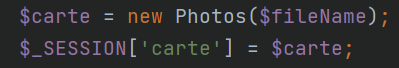 $carte = new Photos($fileName);
$_SESSION['carte'] = $carte;